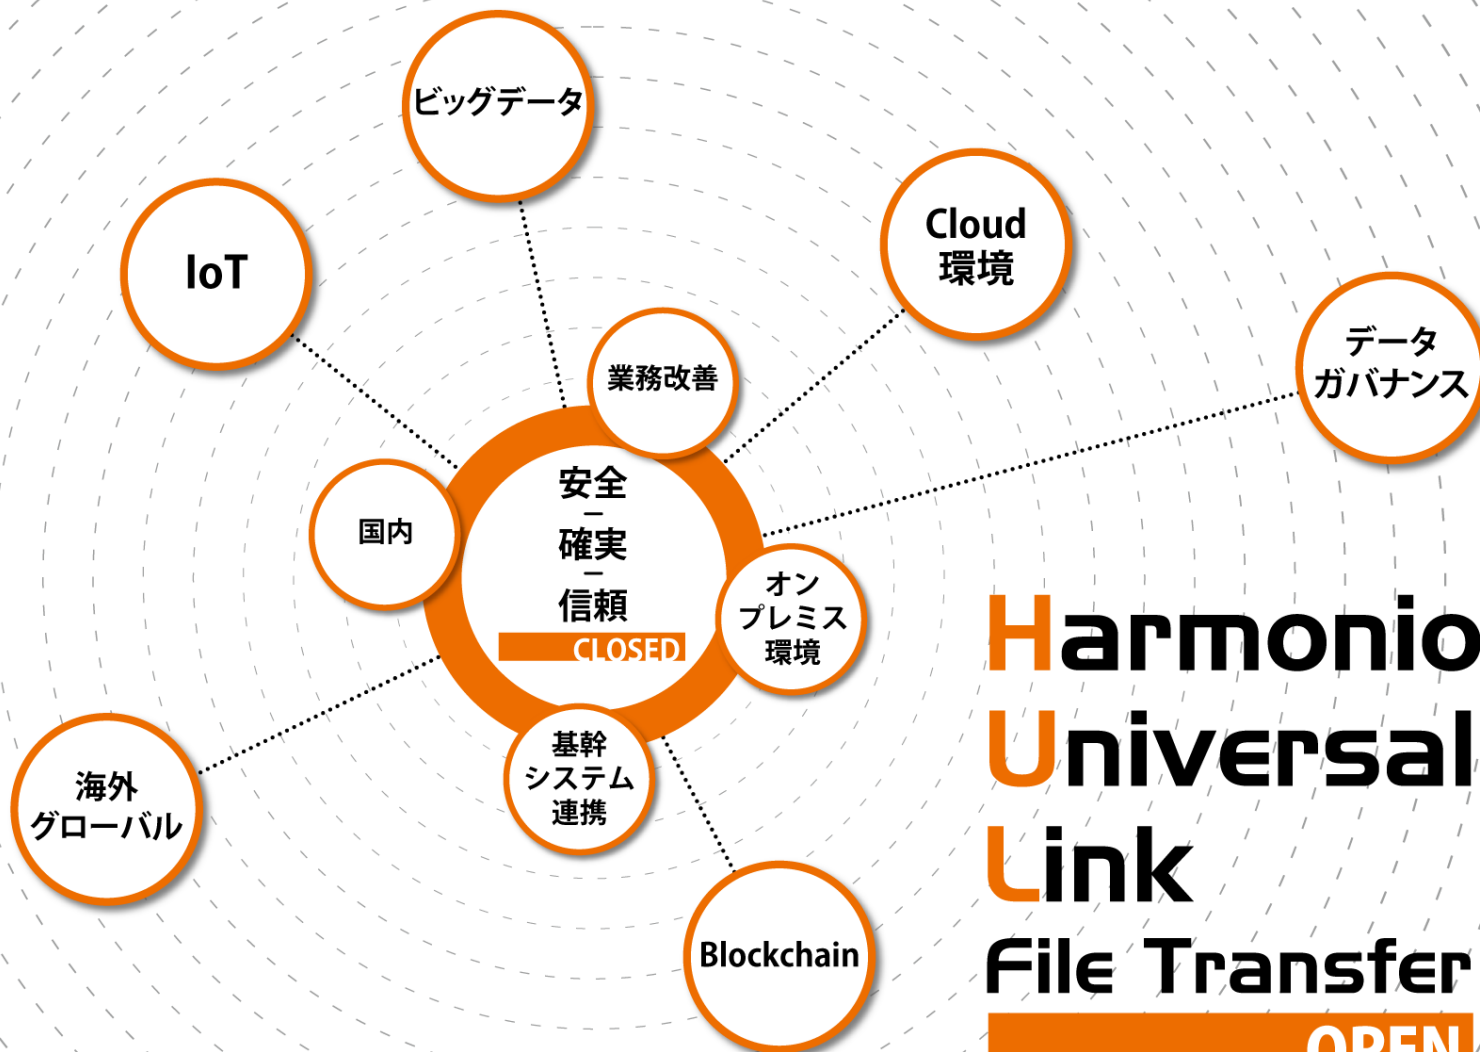 ビッグデータ
Cloud
環境
IoT
データ
ガバナンス
業務改善
安全
－
確実
－
信頼
CLOSED
国内
オン
プレミス
環境
基幹
システム
連携
海外
グローバル
Blockchain
Harmonio
Universal
Link
File Transfer
OPEN